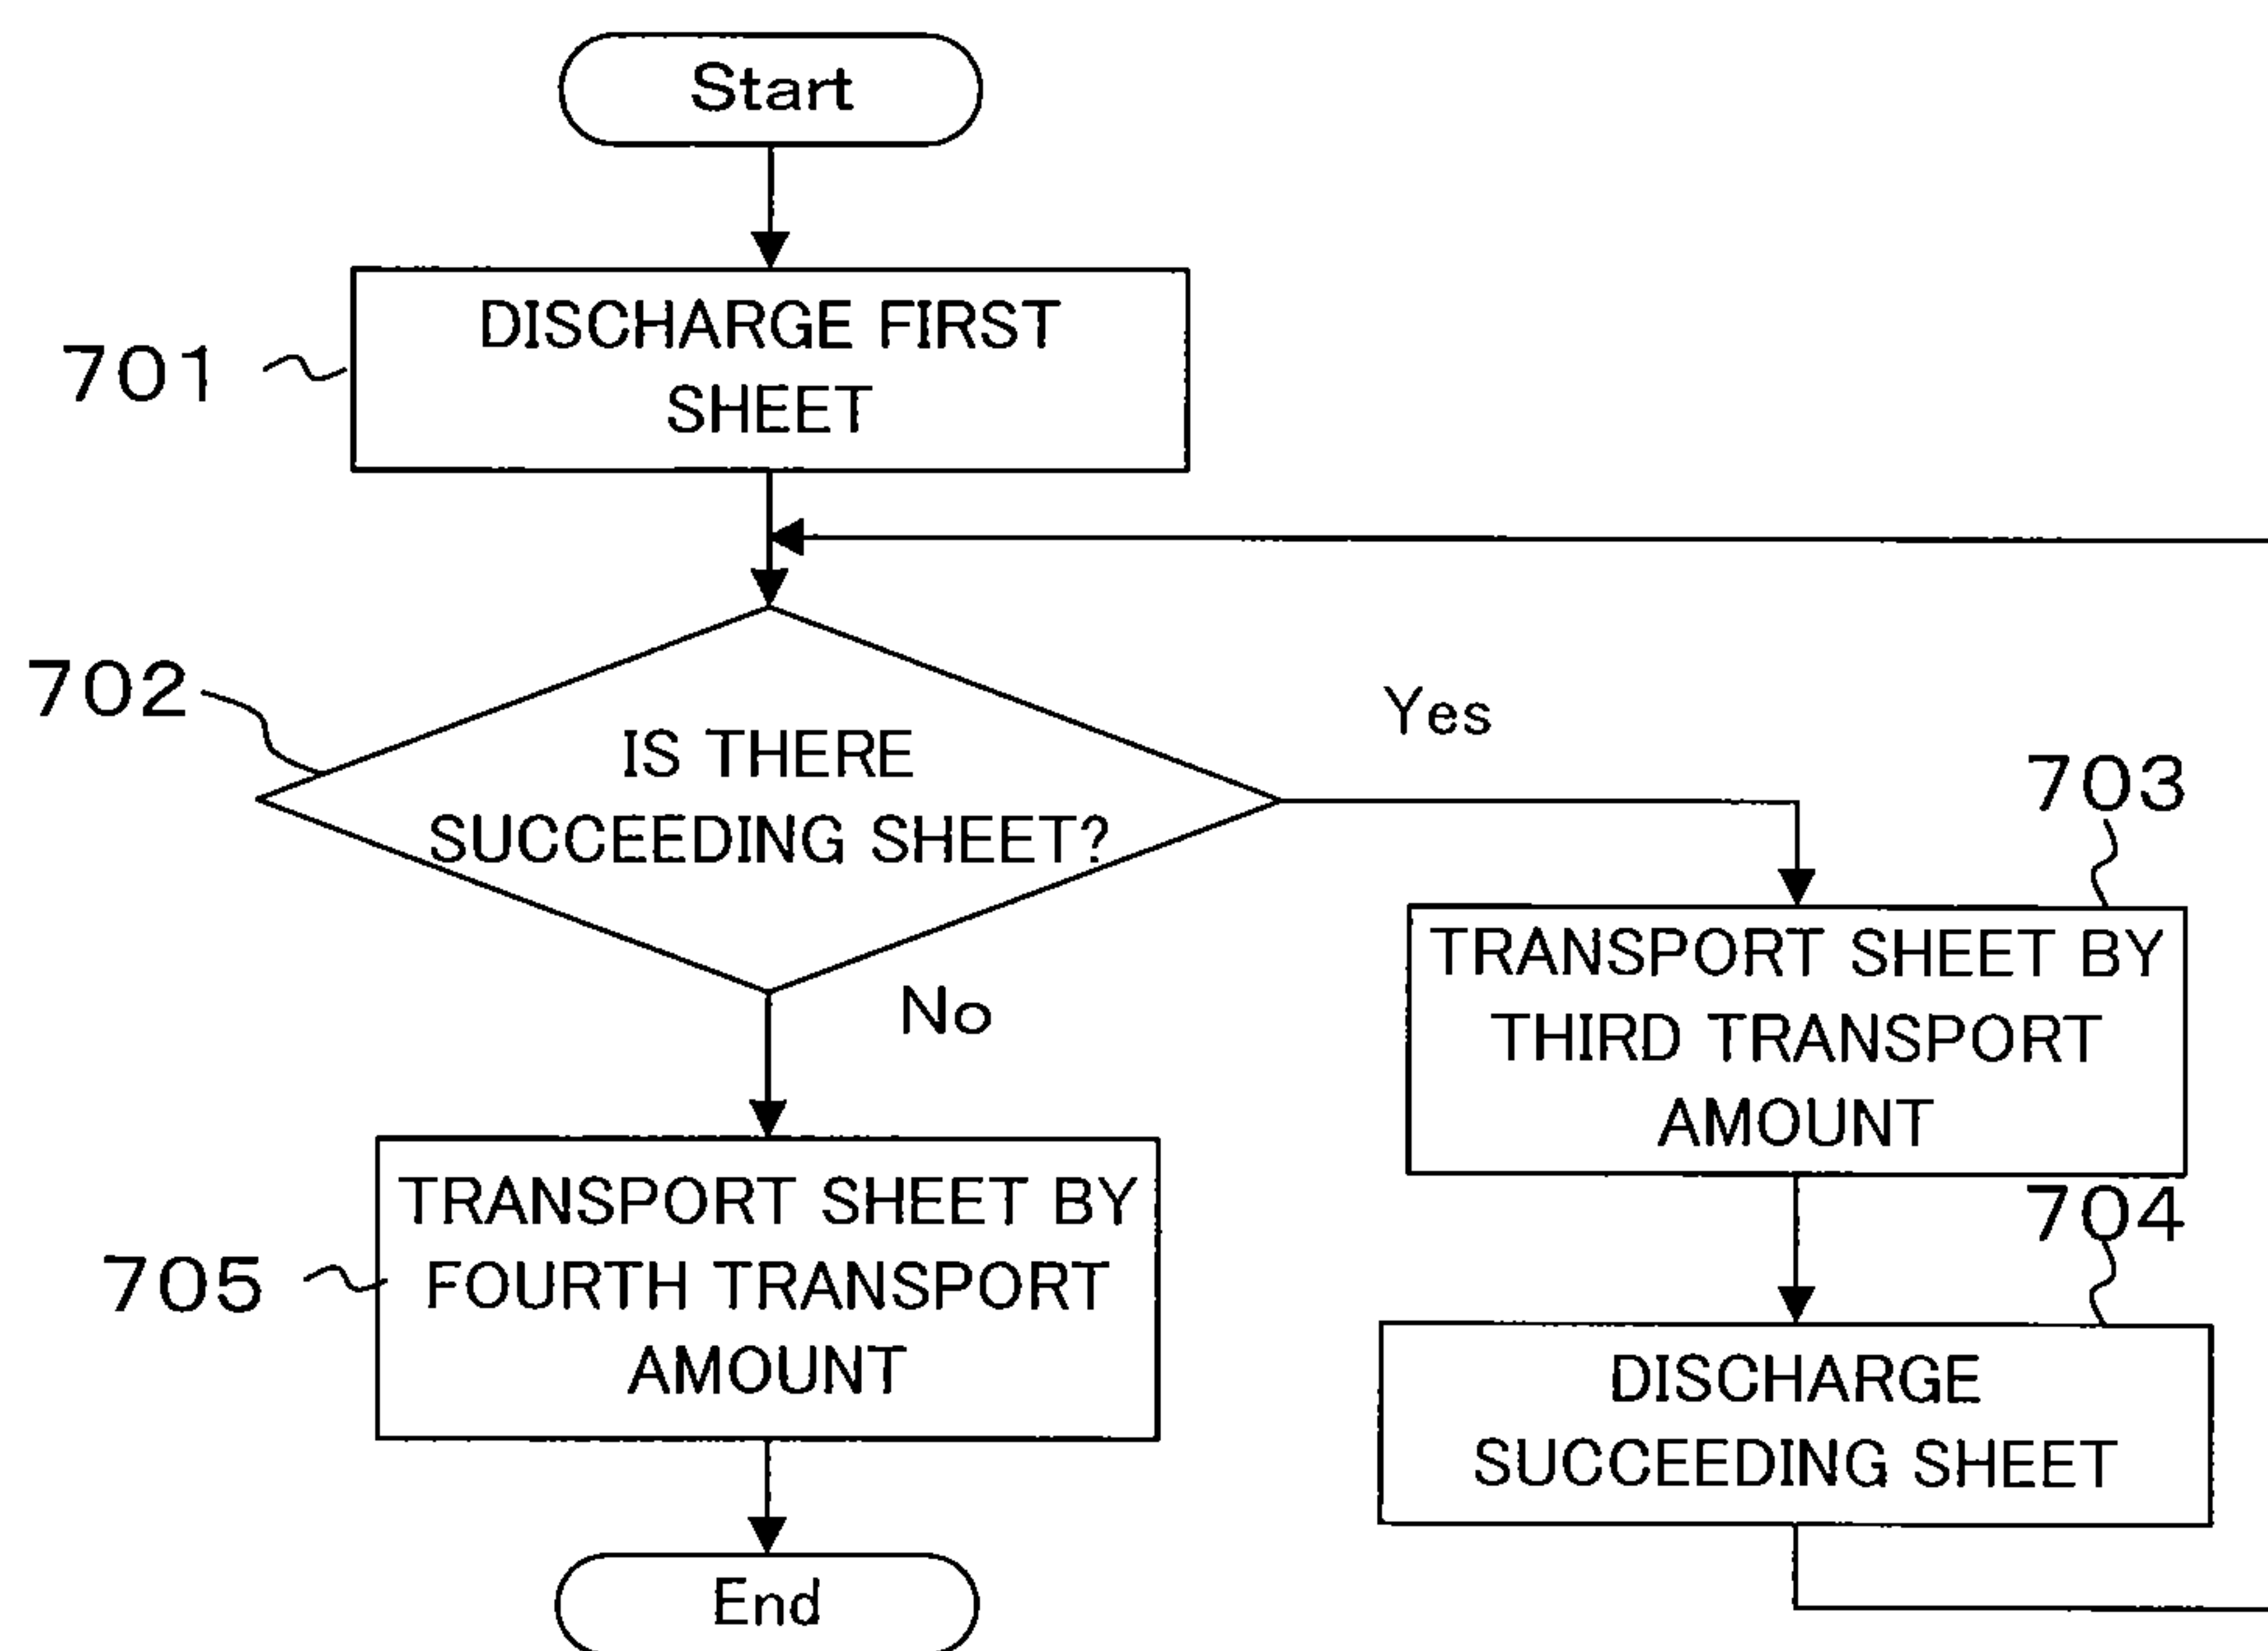 Start
701
DISCHARGE FIRST
SHEET
702
IS THERE
SUCCEEDING SHEET?
Yes
No
703
TRANSPORT SHEET BY
THIRD TRANSPORT
AMOUNT
704
DISCHARGE
SUCCEEDING SHEET
705
TRANSPORT SHEET BY
FOURTH TRANSPORT
AMOUNT
End